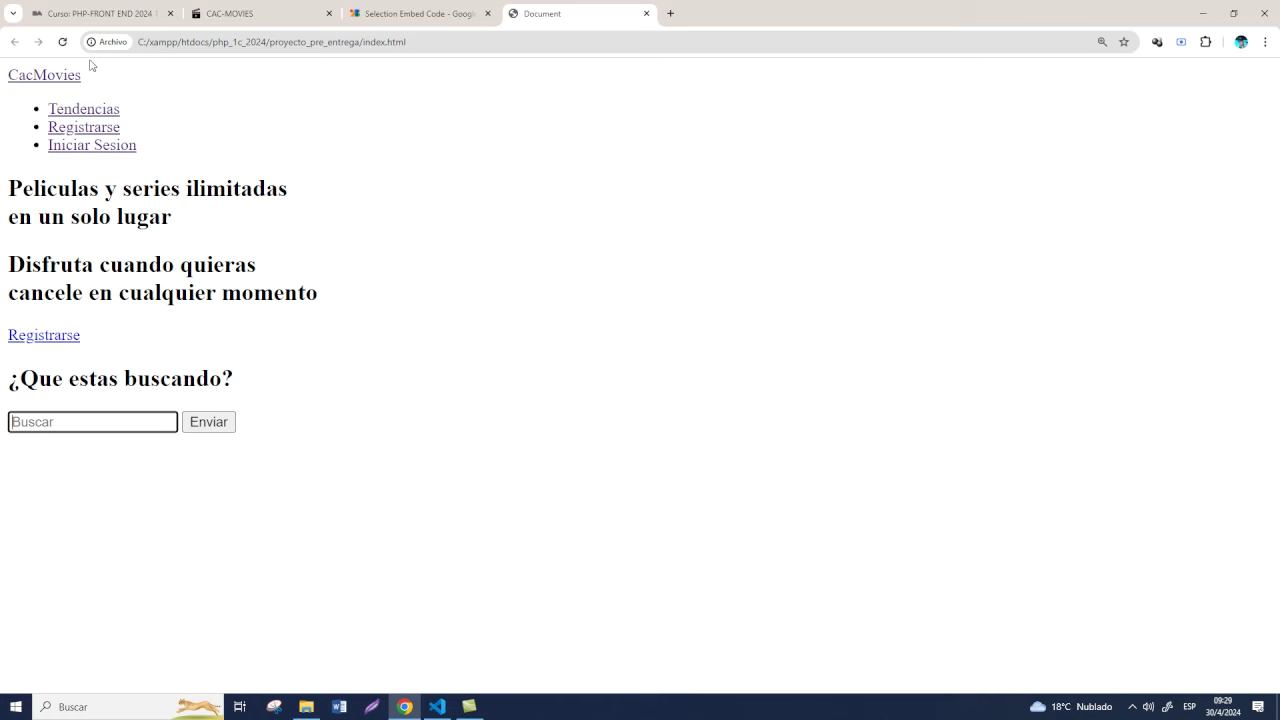 Curso: PHP-FRONT END 2024
CAC-MOVIES
Selection Embed Code - Google
Document
Archivo
C:/xampp/htdocs/php_1c_2024/proyecto_pre_entrega/index.html
CacMovies
Tendencias
Registrarse
Iniciar Sesion
Peliculas y series ilimitadas
en un solo lugar
Disfruta cuando quieras
cancele en cualquier momento
Registrarse
¿Que estas buscando?
Buscar Enviar
Buscar
18°C Nublado
ESP
09:29
30/4/2024